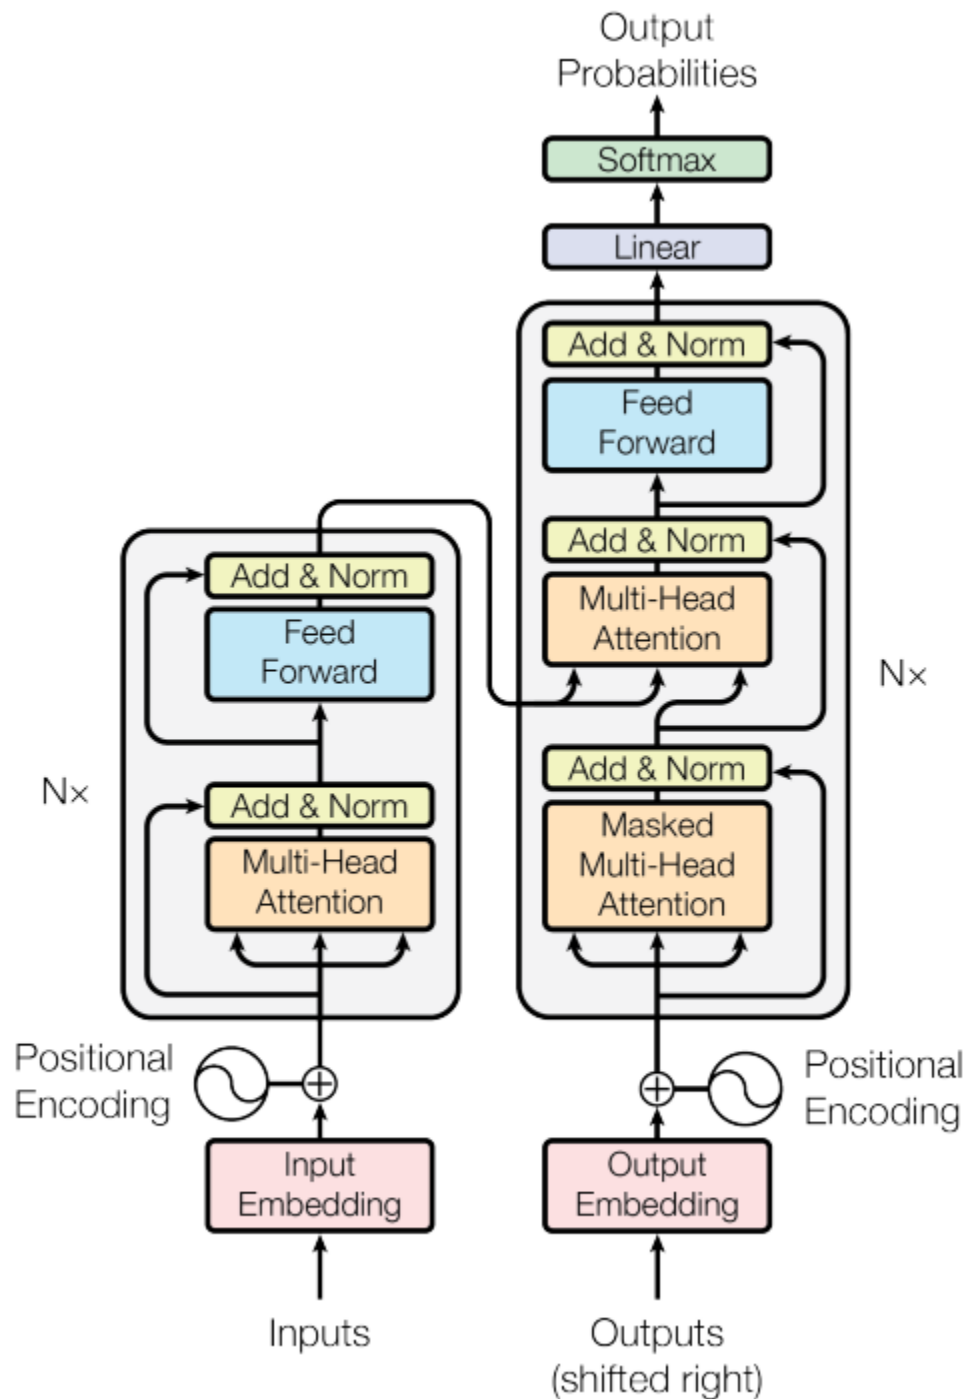 Output
Probabilities
Softmax
Linear
Add & Norm
Feed
Forward
Add & Norm
Multi-Head
Attention
Nx
Add & Norm
Masked
Multi-Head
Attention
Add & Norm
Feed
Forward
Nx
Add & Norm
Multi-Head
Attention
Positional
Encoding
Positional
Encoding
Input
Embedding
Output
Embedding
Inputs
Outputs
(shifted right)